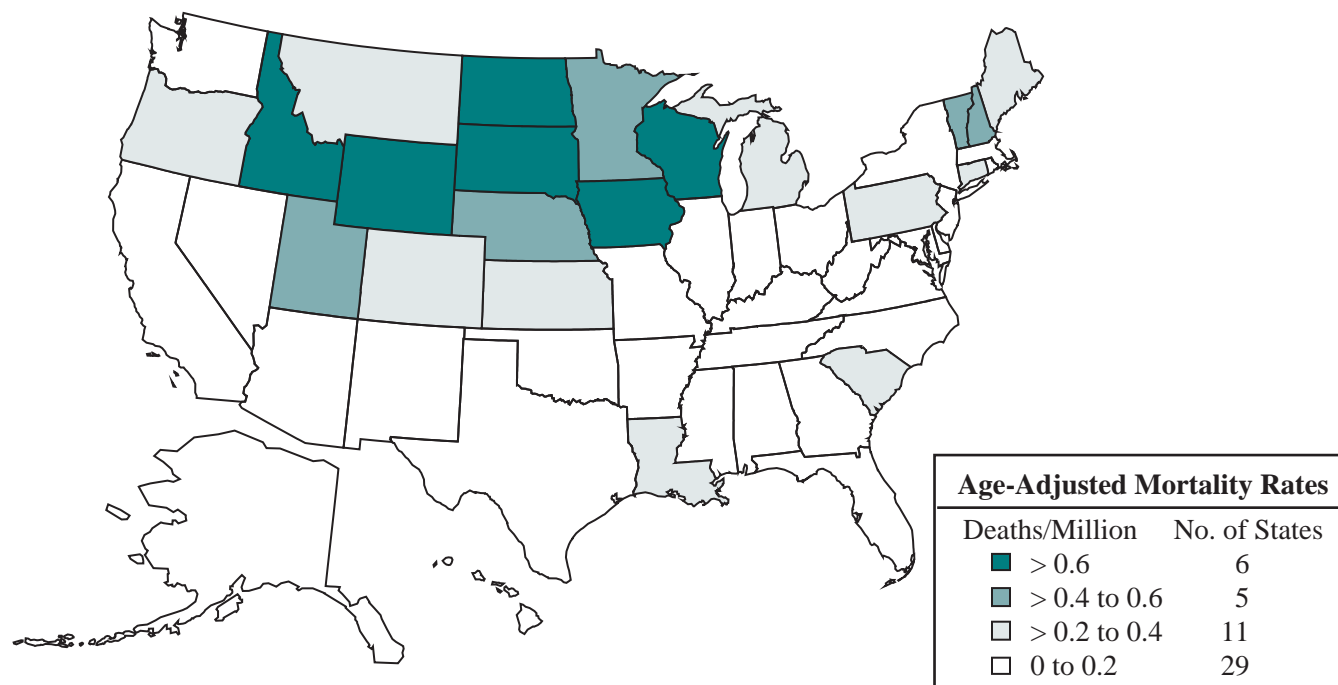 Age-Adjusted Mortality Rates
Deaths/Million No. of States
> 0.6 6
> 0.4 to 0.6 5
> 0.2 to 0.4 11
0 to 0.2 29